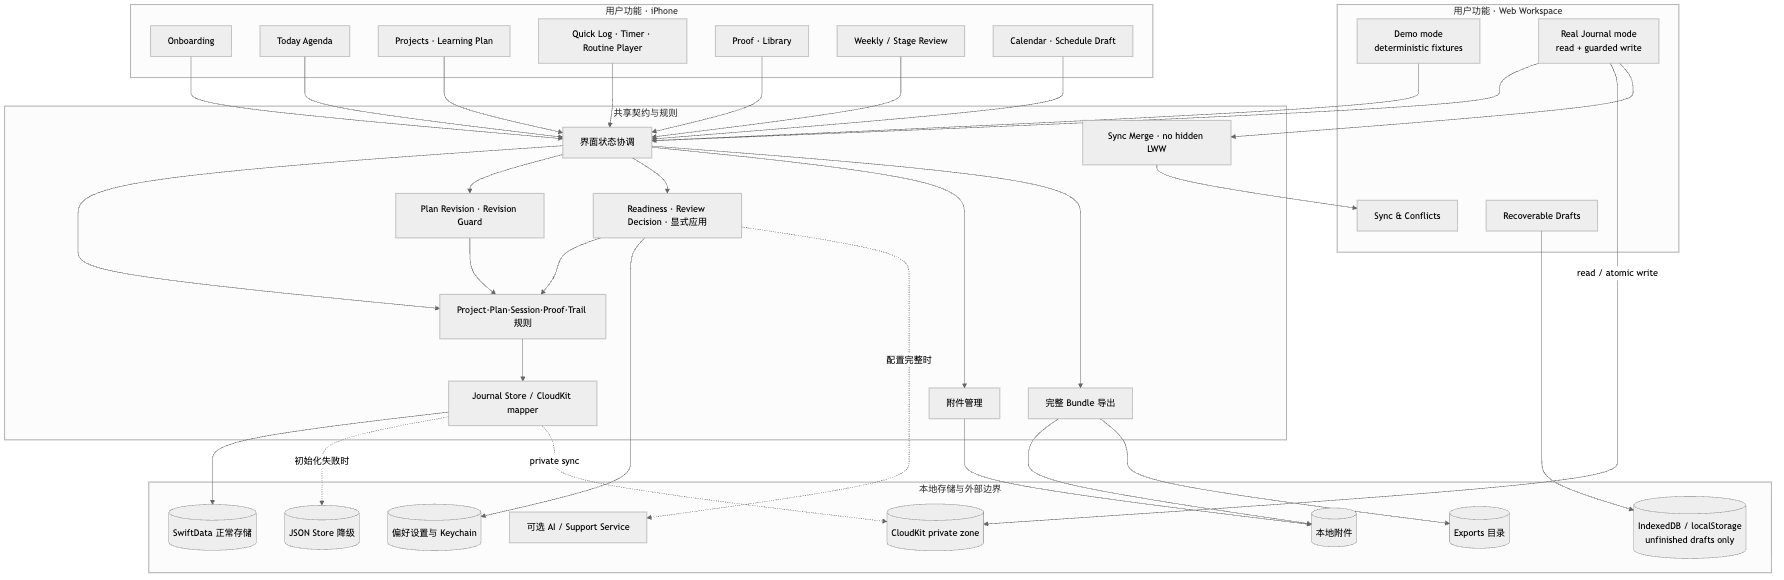 用户功能 · iPhone
用户功能 · Web Workspace
Onboarding
Today Agenda
Projects · Learning Plan
Quick Log · Timer ·
Routine Player
Proof · Library
Weekly / Stage Review
Calendar · Schedule Draft
Demo mode
deterministic fixtures
Real Journal mode
read + guarded write
共享契约与规则
界面状态协调
Sync Merge · no hidden
LWW
Plan Revision · Revision
Guard
Readiness · Review
Decision · 显式应用
Sync & Conflicts
Recoverable Drafts
read / atomic write
Project·Plan·Session·Proof·Trail
规则
配置完整时
Journal Store / CloudKit
mapper
附件管理
完整 Bundle 导出
初始化失败时
private sync
本地存储与外部边界
SwiftData 正常存储
JSON Store 降级
偏好设置与 Keychain
可选 AI / Support Service
CloudKit private zone
本地附件
Exports 目录
IndexedDB / localStorage
unfinished drafts only